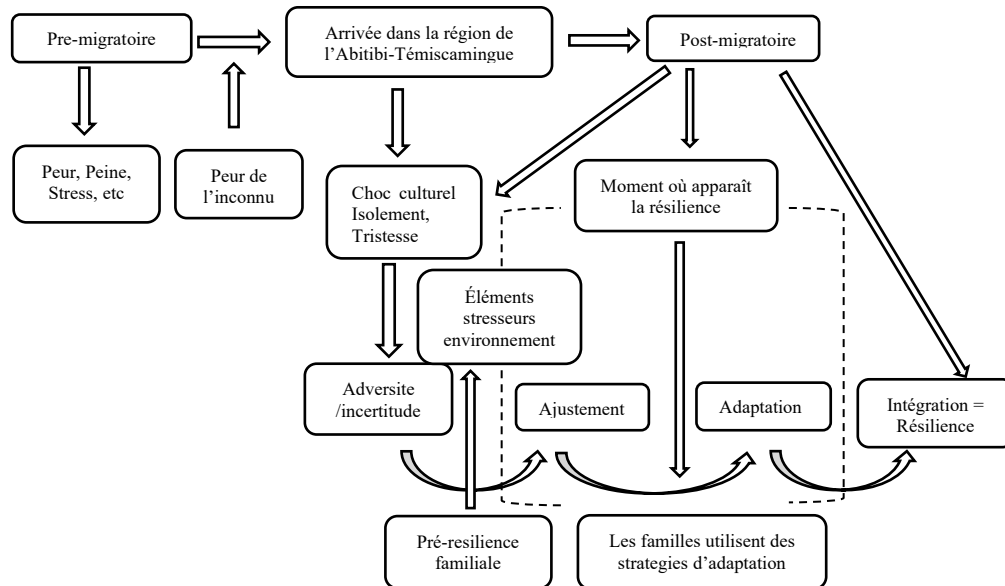 Pre-migratoire
Arrivée dans la région de
l'Abitibi-Témiscamingue
Post-migratoire
Peur, Peine,
Stress, etc
Peur de
l'inconnu
Choc culturel
Isolement,
Tristesse
Moment où apparaît
la résilience
Éléments
stresseurs
environnement
Adversite
/incertitude
Ajustement
Adaptation
Intégration =
Résilience
Pré-resilience
familiale
Les familles utilisent des
strategies d'adaptation